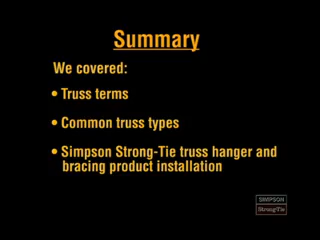 Summary
We covered:
• Truss terms
• Common truss types
• Simpson Strong-Tie truss hanger and
bracing product installation
SIMPSON
Strong-Tie